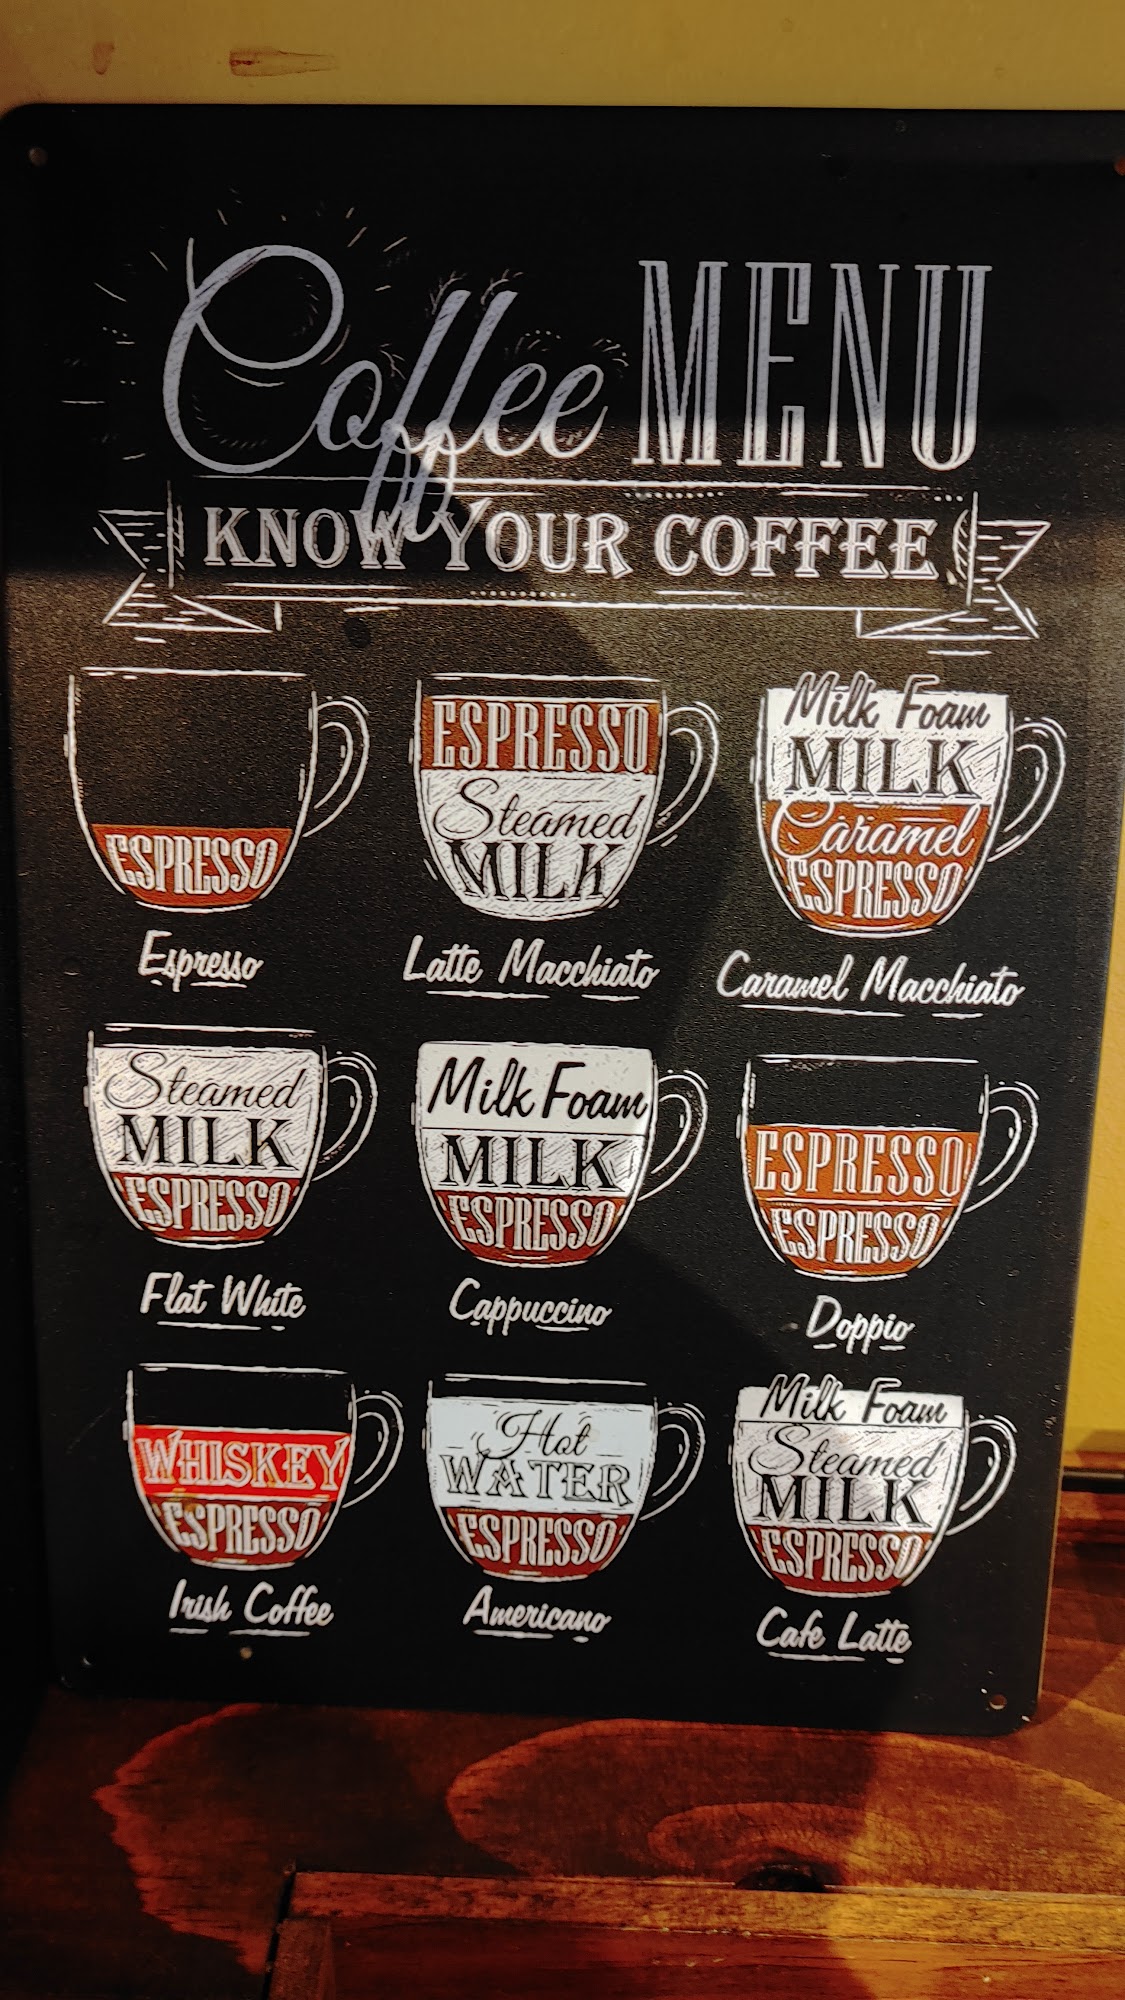 Coffee MENU
KNOW YOUR COFFEE
ESPRESSO
Espresso
ESPRESSO
Steamed
MILK
Latte Macchiato
Milk Foam
MILK
Caramel
ESPRESSO
Caramel Macchiato
Steamed
MILK
ESPRESSO
Flat White
Milk Foam
MILK
ESPRESSO
Cappuccino
ESPRESSO
ESPRESSO
Doppio
WHISKEY
ESPRESSO
Irish Coffee
Hot
WATER
ESPRESSO
Americano
Milk Foam
Steamed
MILK
ESPRESSO
Cafe Latte